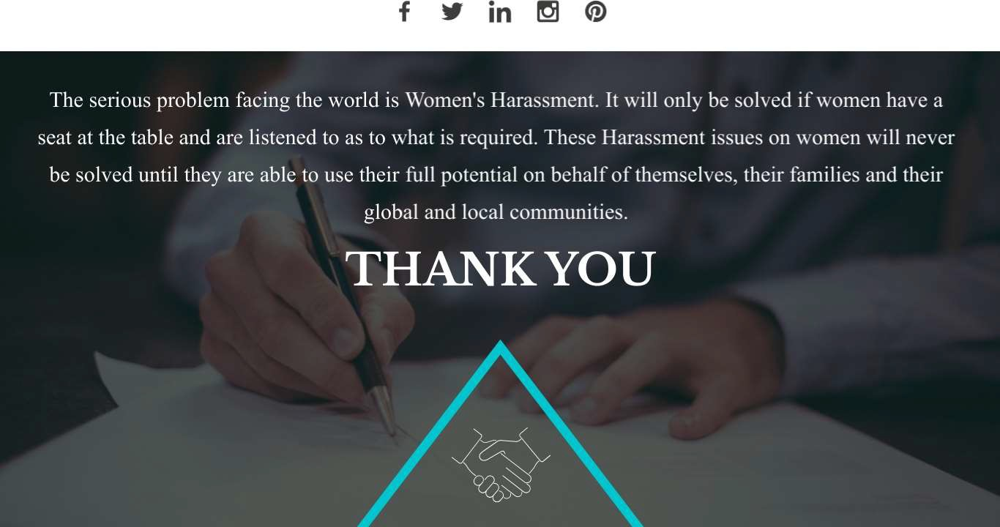 The serious problem facing the world is Women's Harassment. It will only be solved if women have a
seat at the table and are listened to as to what is required. These Harassment issues on women will never
be solved until they are able to use their full potential on behalf of themselves, their families and their
global and local communities.
THANK YOU